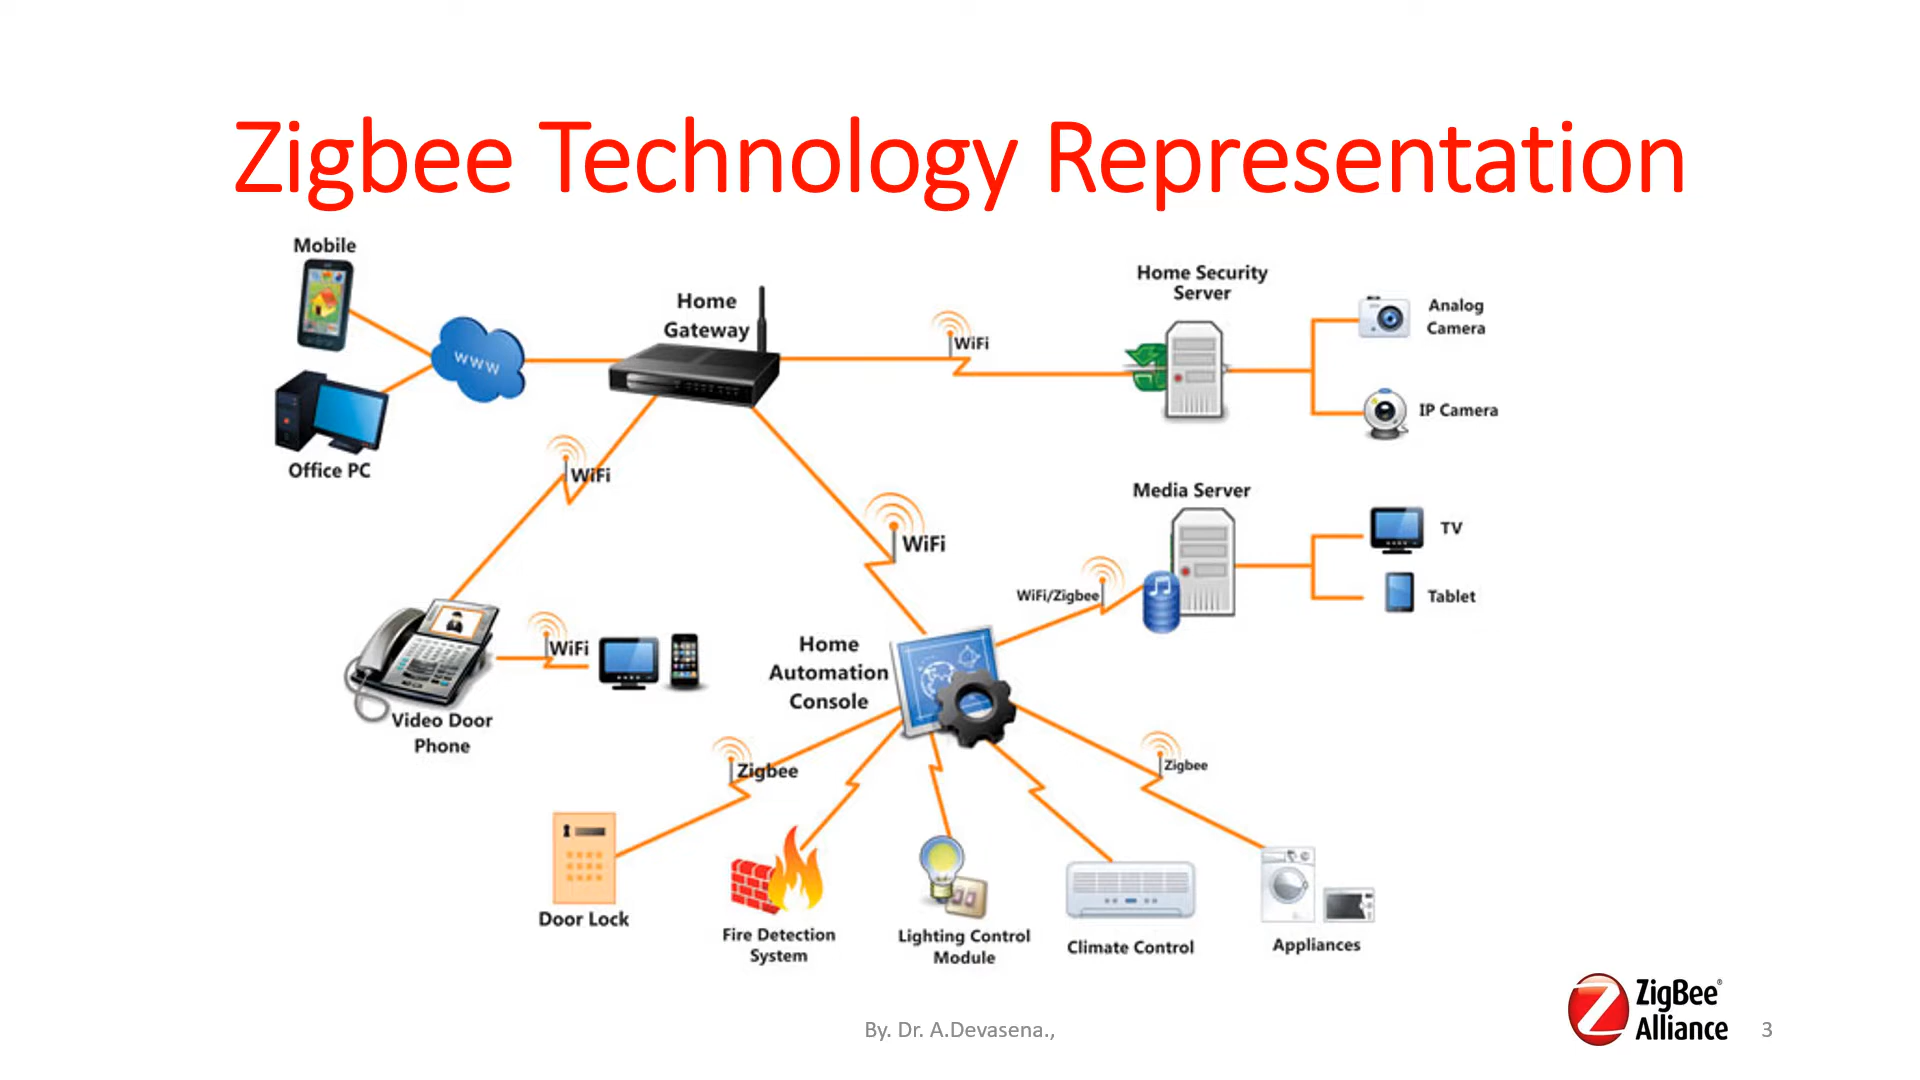 Zigbee Technology Representation
Mobile
Home
Gateway
Home Security
Server
Analog
Camera
WiFi
www
IP Camera
Office PC
WiFi
Media Server
TV
WiFi
WiFi/Zigbee
Tablet
WiFi
Home
Automation
Console
Video Door
Phone
Zigbee
Zigbee
Door Lock
Fire Detection
System
Lighting Control
Module
Climate Control
Appliances
By. Dr. A.Devasena.,
ZigBee®
Alliance
3